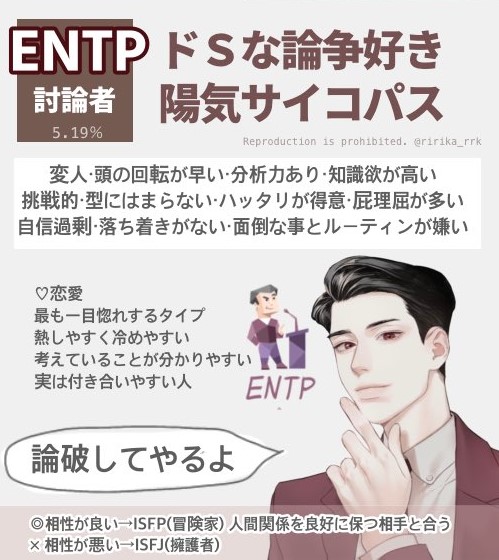 ENTP
討論者
5.19%
ドSな論争好き
陽気サイコパス
Reproduction is prohibited. @ririka_rrk
変人·頭の回転が早い·分析力あり·知識欲が高い
挑戦的·型にはまらない·ハッタリが得意·屁理屈が多い
自信過剰·落ち着きがない·面倒な事とルーティンが嫌い
♡恋愛
最も一目惚れするタイプ
熱しやすく冷めやすい
考えていることが分かりやすい
実は付き合いやすい人
ENTP
論破してやるよ
◎相性が良い→ISFP(冒険家) 人間関係を良好に保つ相手と合う
×相性が悪い→ISFJ(擁護者)